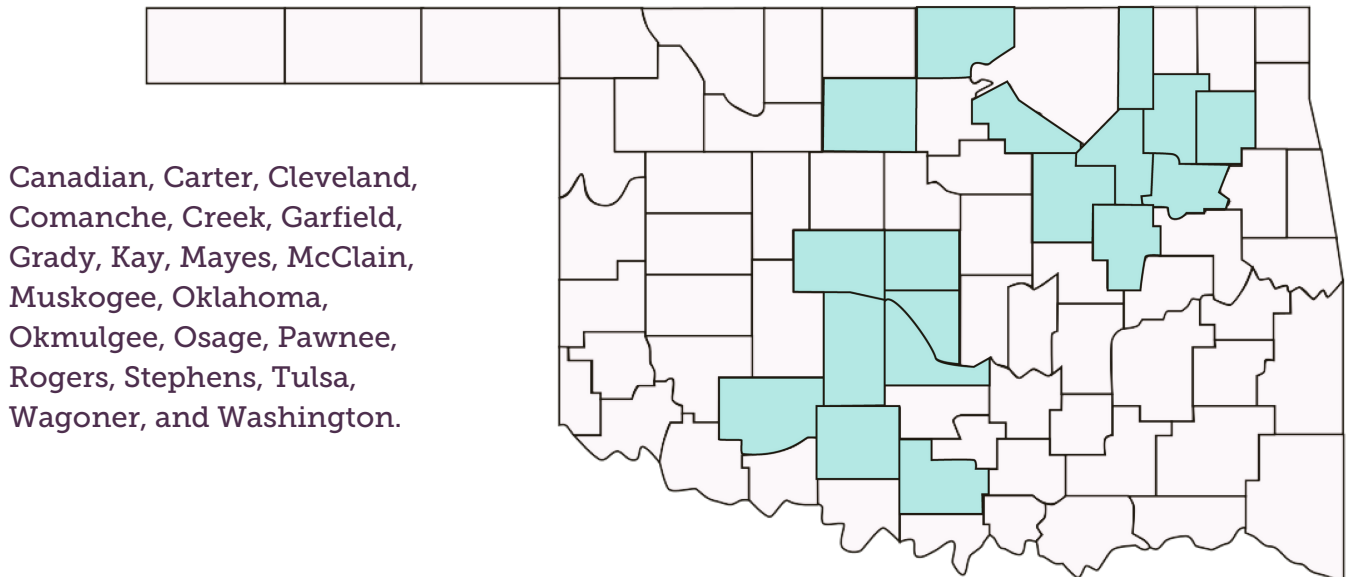 Canadian, Carter, Cleveland,
Comanche, Creek, Garfield,
Grady, Kay, Mayes, McClain,
Muskogee, Oklahoma,
Okmulgee, Osage, Pawnee,
Rogers, Stephens, Tulsa,
Wagoner, and Washington.